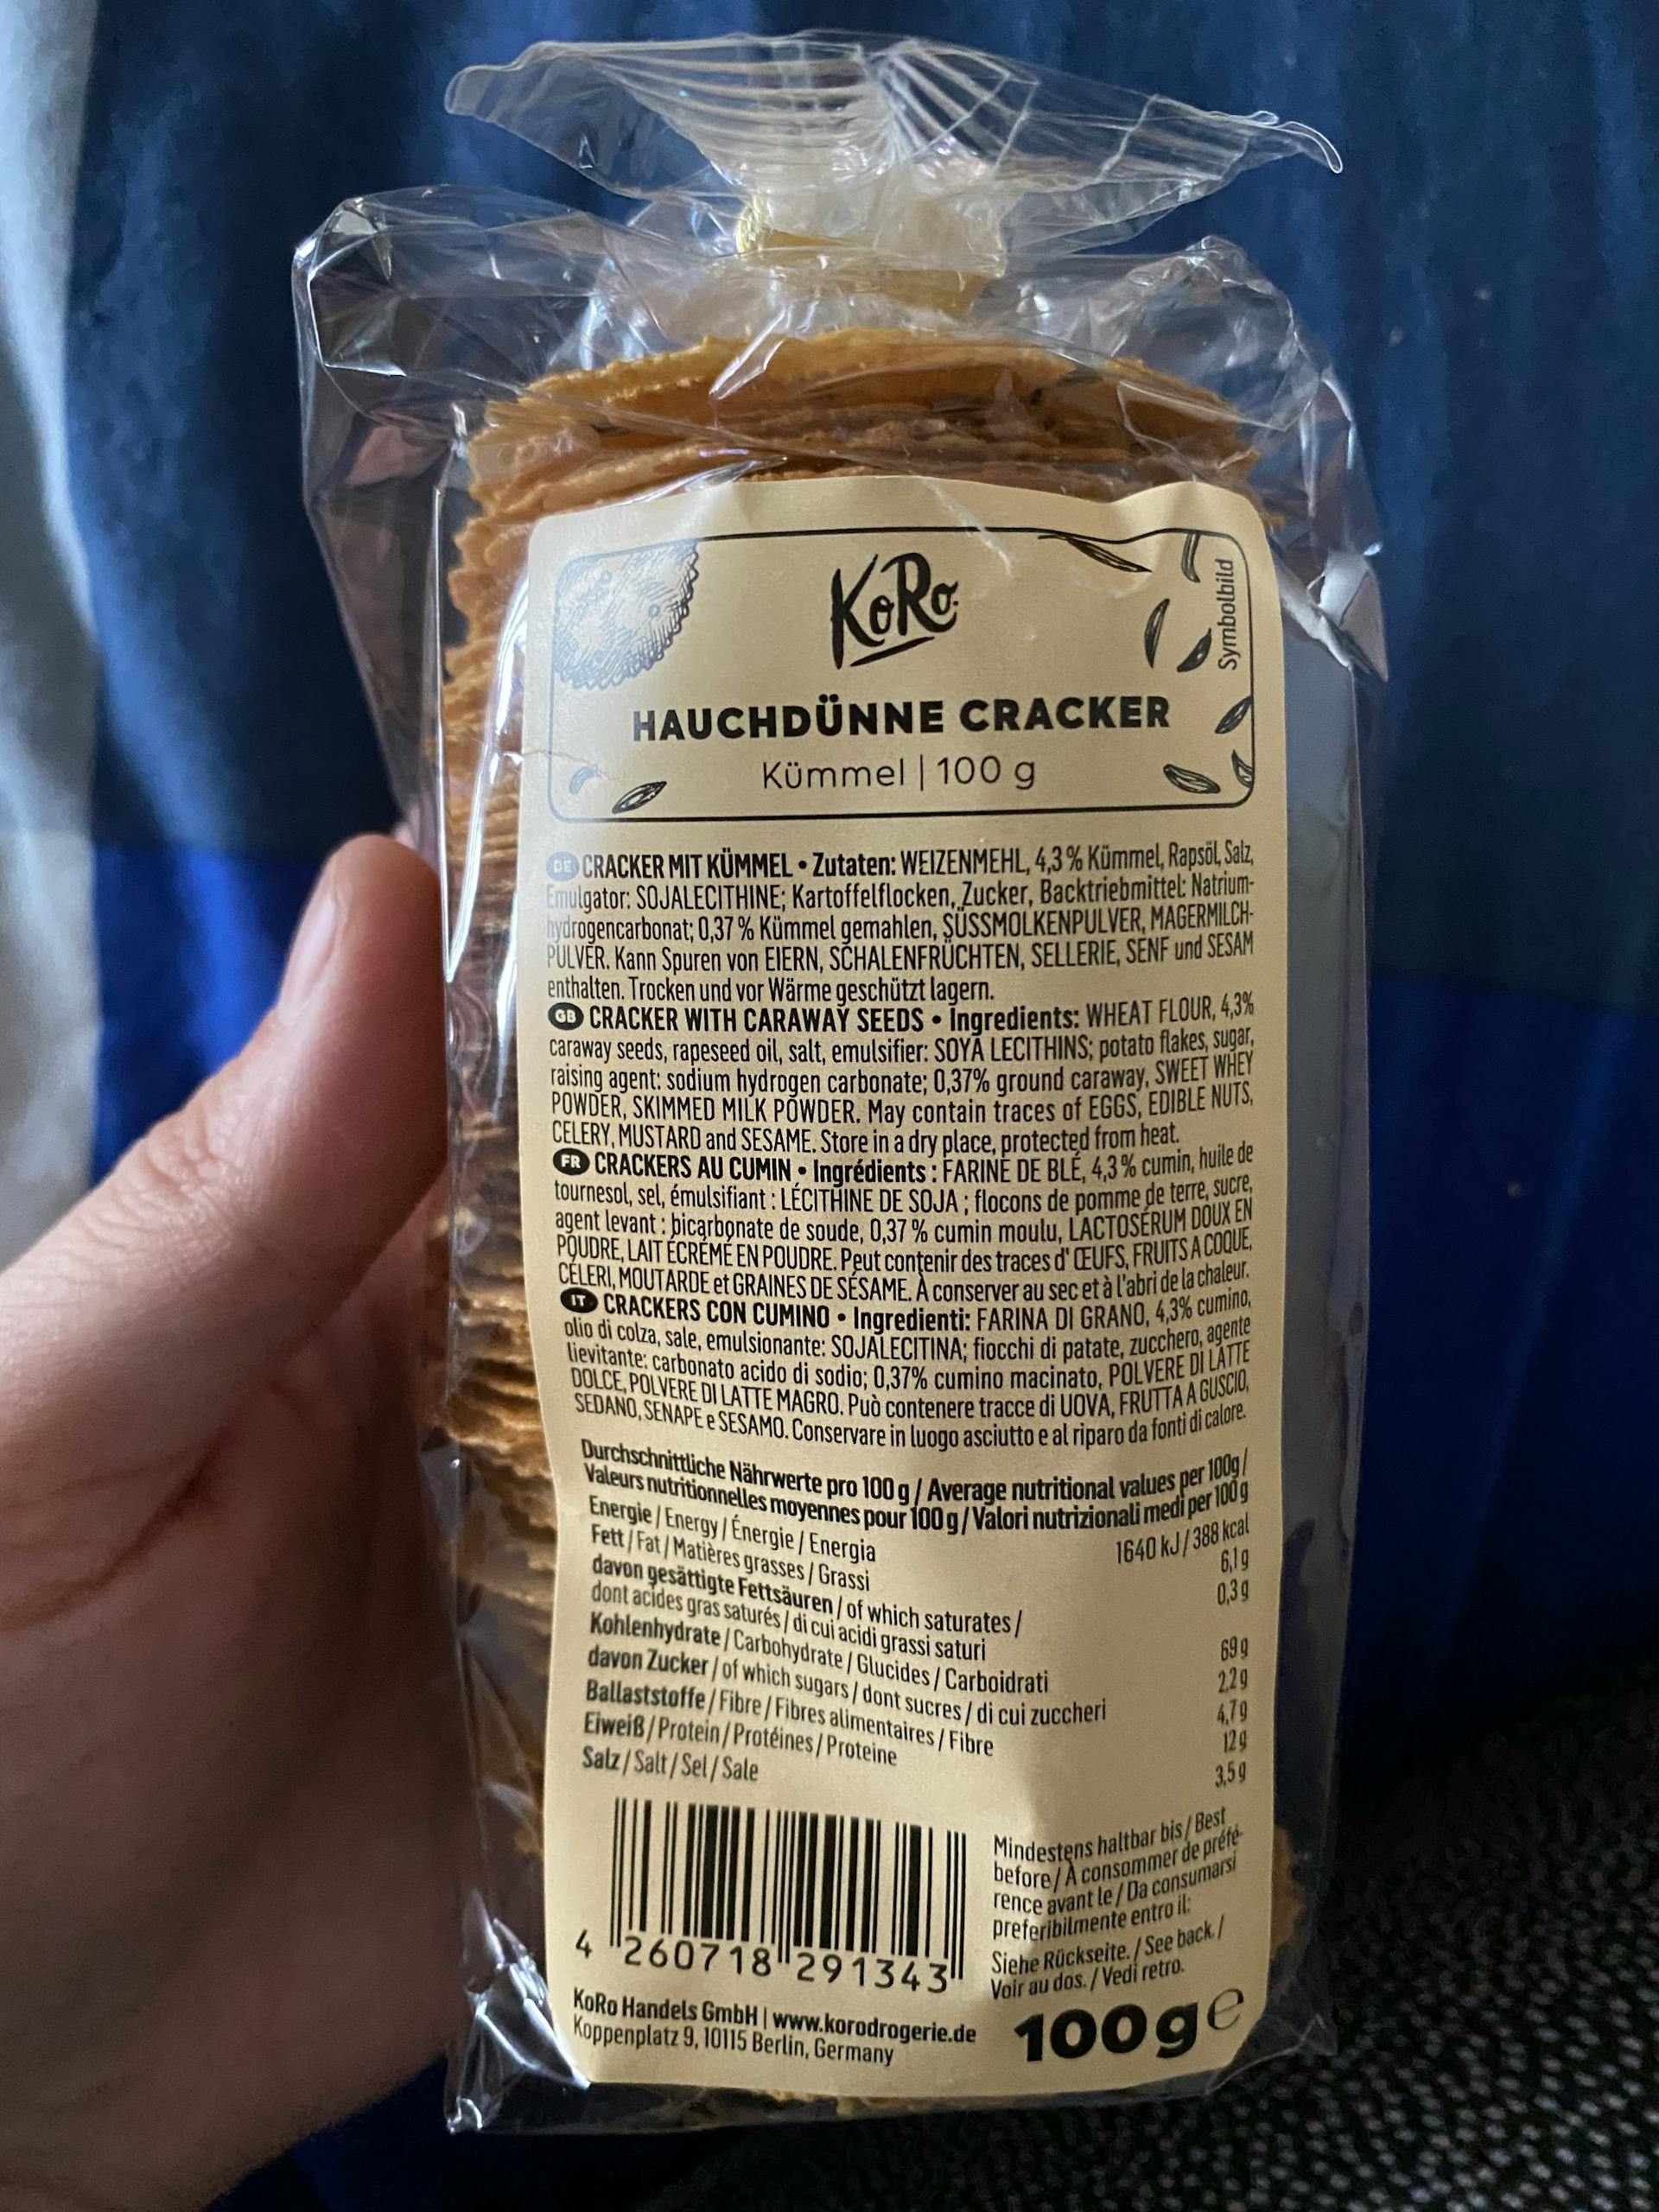 KoRo
Symbolbild
HAUCHDÜNNE CRACKER
Kümmel | 100 g
DE CRACKER MIT KÜMMEL • Zutaten: WEIZENMEHL, 4,3 % Kümmel, Rapsöl, Salz,
Emulgator: SOJALECITHINE; Kartoffelflocken, Zucker, Backtriebmittel: Natrium-
hydrogencarbonat; 0,37 % Kümmel gemahlen, SÜSSMOLKENPULVER, MAGERMILCH-
PULVER. Kann Spuren von EIERN, SCHALENFRÜCHTEN, SELLERIE, SENF und SESAM
enthalten. Trocken und vor Wärme geschützt lagern.
GB CRACKER WITH CARAWAY SEEDS • Ingredients: WHEAT FLOUR, 4,3%
caraway seeds, rapeseed oil, salt, emulsifier: SOYA LECITHINS; potato flakes, sugar,
raising agent: sodium hydrogen carbonate; 0,37% ground caraway, SWEET WHEY
POWDER, SKIMMED MILK POWDER. May contain traces of EGGS, EDIBLE NUTS,
CELERY, MUSTARD and SESAME. Store in a dry place, protected from heat.
FR CRACKERS AU CUMIN • Ingrédients : FARINE DE BLÉ, 4,3 % cumin, huile de
tournesol, sel, émulsifiant : LÉCITHINE DE SOJA ; flocons de pomme de terre, sucre,
agent levant : bicarbonate de soude, 0,37 % cumin moulu, LACTOSÉRUM DOUX EN
POUDRE, LAIT ÉCRÉMÉ EN POUDRE. Peut contenir des traces d' ŒUFS, FRUITS A COQUE,
CÉLERI, MOUTARDE et GRAINES DE SÉSAME. À conserver au sec et à l'abri de la chaleur.
IT CRACKERS CON CUMINO • Ingredienti: FARINA DI GRANO, 4,3% cumino,
olio di colza, sale, emulsionante: SOJALECITINA; fiocchi di patate, zucchero, agente
lievitante: carbonato acido di sodio; 0,37% cumino macinato, POLVERE DI LATTE
DOLCE, POLVERE DI LATTE MAGRO. Può contenere tracce di UOVA, FRUTTA A GUSCIO,
SEDANO, SENAPE e SESAMO. Conservare in luogo asciutto e al riparo da fonti di calore.
Durchschnittliche Nährwerte pro 100 g / Average nutritional values per 100g /
Valeurs nutritionnelles moyennes pour 100 g / Valori nutrizionali medi per 100 g
Energie / Energy / Énergie / Energia 1640 kJ / 388 kcal
Fett / Fat / Matières grasses / Grassi 6,1 g
davon gesättigte Fettsäuren / of which saturates / 0,3 g
dont acides gras saturés / di cui acidi grassi saturi
Kohlenhydrate / Carbohydrate / Glucides / Carboidrati 69 g
davon Zucker / of which sugars / dont sucres / di cui zuccheri 2,2 g
Ballaststoffe / Fibre / Fibres alimentaires / Fibre 4,7 g
Eiweiß / Protein / Protéines / Proteine 12 g
Salz / Salt / Sel / Sale 3,5 g
4 260718 291343
Mindestens haltbar bis / Best
before / À consommer de préfé-
rence avant le / Da consumarsi
preferibilmente entro il:
Siehe Rückseite. / See back. /
Voir au dos. / Vedi retro.
KoRo Handels GmbH | www.korodrogerie.de
Koppenplatz 9, 10115 Berlin, Germany
100g e